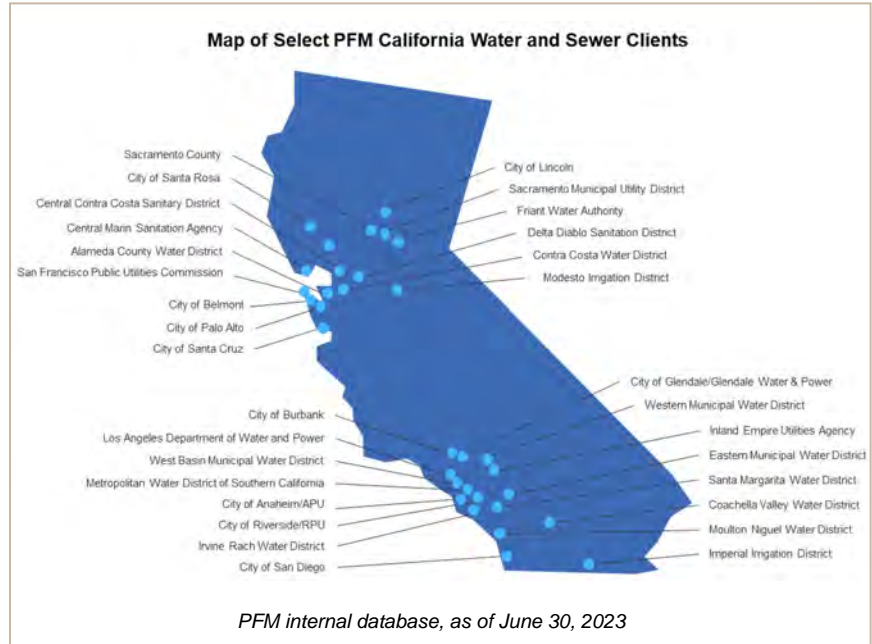 Map of Select PFM California Water and Sewer Clients
Sacramento County
City of Santa Rosa
Central Contra Costa Sanitary District
Central Marin Sanitation Agency
Alameda County Water District
San Francisco Public Utilities Commission
City of Belmont
City of Palo Alto
City of Santa Cruz
City of Lincoln
Sacramento Municipal Utility District
Friant Water Authority
Delta Diablo Sanitation District
Contra Costa Water District
Modesto Irrigation District
City of Burbank
Los Angeles Department of Water and Power
West Basin Municipal Water District
Metropolitan Water District of Southern California
City of Anaheim/APU
City of Riverside/RPU
Irvine Rach Water District
City of San Diego
City of Glendale/Glendale Water & Power
Western Municipal Water District
Inland Empire Utilities Agency
Eastern Municipal Water District
Santa Margarita Water District
Coachella Valley Water District
Moulton Niguel Water District
Imperial Irrigation District
PFM internal database, as of June 30, 2023